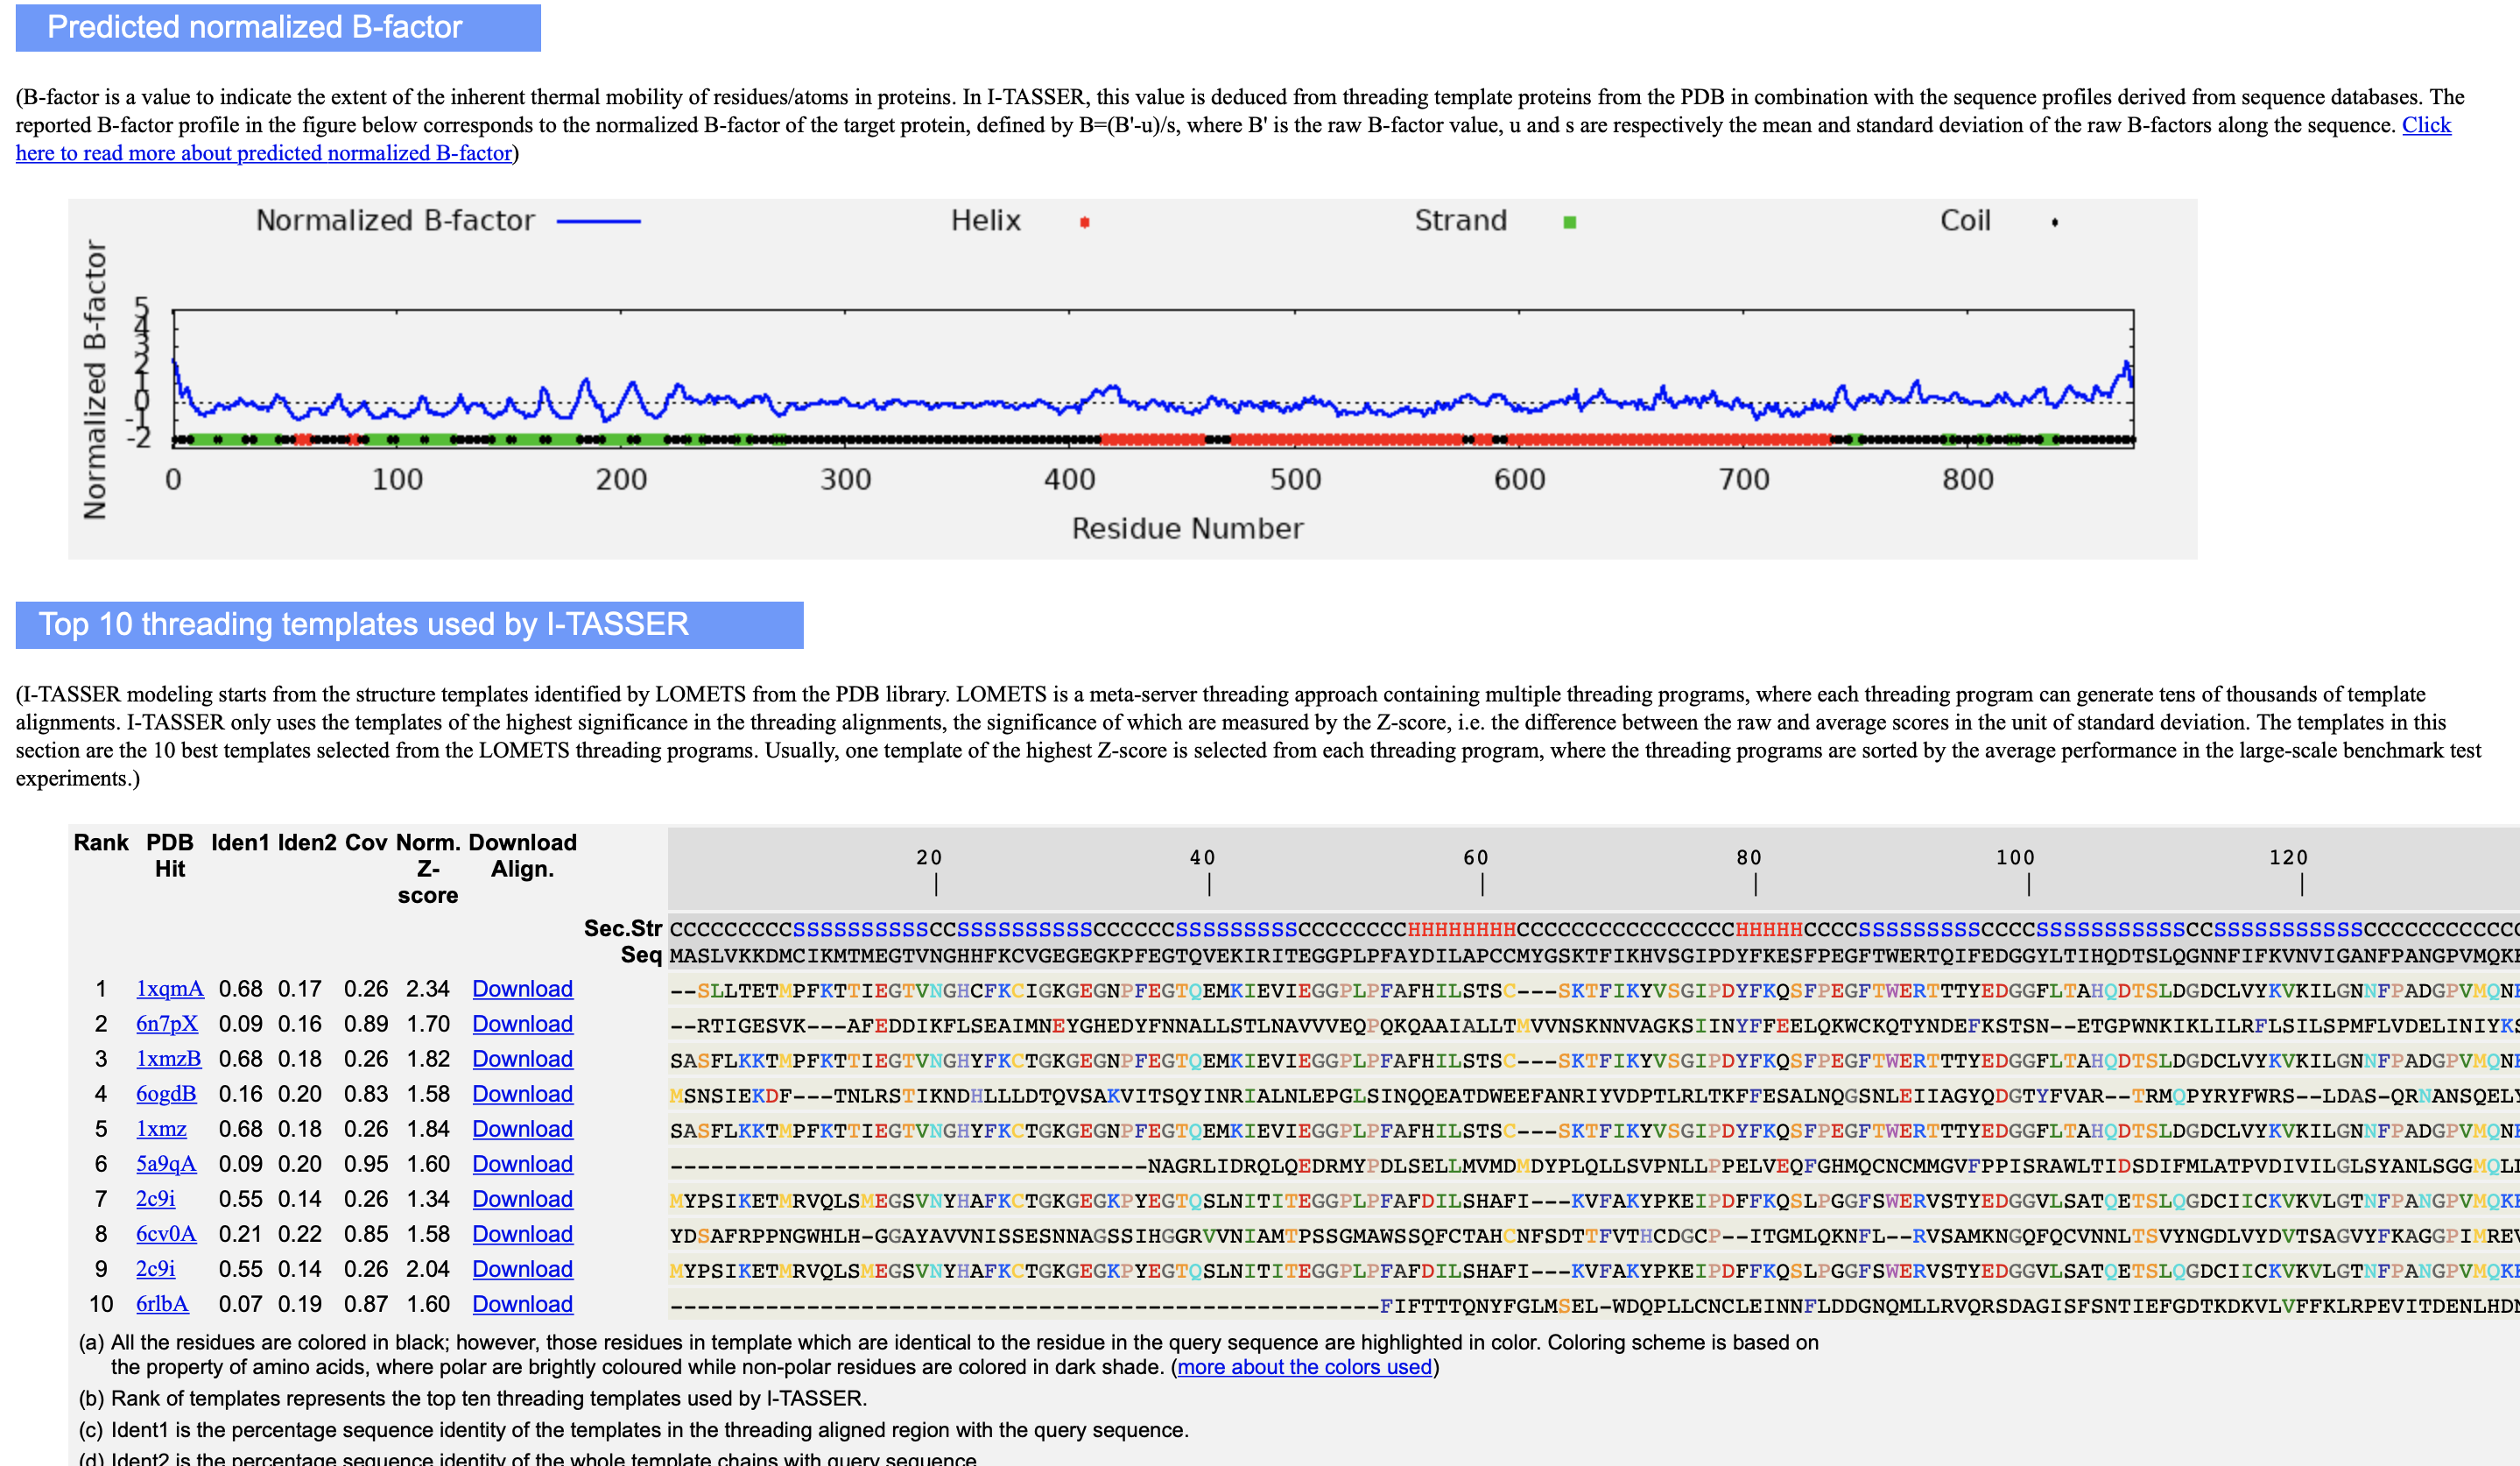 Predicted normalized B-factor
(B-factor is a value to indicate the extent of the inherent thermal mobility of residues/atoms in proteins. In I-TASSER, this value is deduced from threading template proteins from the PDB in combination with the sequence profiles derived from sequence databases. The
reported B-factor profile in the figure below corresponds to the normalized B-factor of the target protein, defined by B=(B'-u)/s, where B' is the raw B-factor value, u and s are respectively the mean and standard deviation of the raw B-factors along the sequence. Click
here to read more about predicted normalized B-factor)
Normalized B-factor Helix Strand Coil
Normalized B-factor
5
4
3
2
1
0
-1
-2
0 100 200 300 400 500 600 700 800
Residue Number
Top 10 threading templates used by I-TASSER
(I-TASSER modeling starts from the structure templates identified by LOMETS from the PDB library. LOMETS is a meta-server threading approach containing multiple threading programs, where each threading program can generate tens of thousands of template
alignments. I-TASSER only uses the templates of the highest significance in the threading alignments, the significance of which are measured by the Z-score, i.e. the difference between the raw and average scores in the unit of standard deviation. The templates in this
section are the 10 best templates selected from the LOMETS threading programs. Usually, one template of the highest Z-score is selected from each threading program, where the threading programs are sorted by the average performance in the large-scale benchmark test
experiments.)
Rank PDB Iden1 Iden2 Cov Norm. Download
Hit Z- Align.
score
20 40 60 80 100 120
Sec.Str CCCCCCCCCSSSSSSSSSSCCSSSSSSSSSSCCCCCCSSSSSSSSSCCCCCCCCHHHHHHHHCCCCCCCCCCCCCCCCHHHHHCCCCSSSSSSSSSCCCCSSSSSSSSSSSCCSSSSSSSSSSSCCCCCCCCCCCC
Seq MASLVKKDMCIKMTMEGTVNGHHFKCVGEGEGKPFEGTQVEKIRITEGGPLPFAYDILAPCCMYGSKTFIKHVSGIPDYFKESFPEGFTWERTQIFEDGGYLTIHQDTSLQGNNFIFKVNVIGANFPANGPVMQK
1 1xqmA 0.68 0.17 0.26 2.34 Download --SLLTETMPFKTTIEGTVNGHCFKCIGKGEGNPFEGTQEMKIEVIEGGPLPFAFHILSTSC---SKTFIKYVSGIPDYFKQSFPEGFTWERTTTYEDGGFLTAHQDTSLDGDCLVYKVKILGNNFPADGPVMQN
2 6n7pX 0.09 0.16 0.89 1.70 Download --RTIGESVK---AFEDDIKFLSEAIMNEYGHEDYFNNALLSTLNAVVVEQPQKQAAIALLTMVVNSKNNVAGKSIINYFFEELQKWCKQTYNDEFKSTSN--ETGPWNKIKLILRFLSILSPMFLVDELINIYK
3 1xmzB 0.68 0.18 0.26 1.82 Download SASFLKKTMPFKTTIEGTVNGHYFKCTGKGEGNPFEGTQEMKIEVIEGGPLPFAFHILSTSC---SKTFIKYVSGIPDYFKQSFPEGFTWERTTTYEDGGFLTAHQDTSLDGDCLVYKVKILGNNFPADGPVMQN
4 6ogdB 0.16 0.20 0.83 1.58 Download MSNSIEKDF---TNLRSTIKNDHLLLDTQVSAKVITSQYINRIALNLEPGLSINQQEATDWEEFANRIYVDPTLRLTKFFESALNQGSNLEIIAGYQDGTYFVAR--TRMQPYRYFWRS--LDAS-QRNANSQEL
5 1xmz 0.68 0.18 0.26 1.84 Download SASFLKKTMPFKTTIEGTVNGHYFKCTGKGEGNPFEGTQEMKIEVIEGGPLPFAFHILSTSC---SKTFIKYVSGIPDYFKQSFPEGFTWERTTTYEDGGFLTAHQDTSLDGDCLVYKVKILGNNFPADGPVMQN
6 5a9qA 0.09 0.20 0.95 1.60 Download -----------------------------------NAGRLIDRQLQEDRMYPDLSELLMVMDMDYPLQLLSVPNLLPPELVEQFGHMQCNCMMGVFPPISRAWLTIDSDIFMLATPVDIVILGLSYANLSGGMQL
7 2c9i 0.55 0.14 0.26 1.34 Download MYPSIKETMRVQLSMEGSVNYHAFKCTGKGEGKPYEGTQSLNITITEGGPLPFAFDILSHAFI---KVFAKYPKEIPDFFKQSLPGGFSWERVSTYEDGGVLSATQETSLQGDCIICKVKVLGTNFPANGPVMQK
8 6cv0A 0.21 0.22 0.85 1.58 Download YDSAFRPPNGWHLH-GGAYAVVNISSESNNAGSSIHGGRVVNIAMTPSSGMAWSSQFCTAHCNFSDTTFVTHCDGCP--ITGMLQKNFL--RVSAMKNGQFQCVNNLTSVYNGDLVYDVTSAGVYFKAGGPIMRE
9 2c9i 0.55 0.14 0.26 2.04 Download MYPSIKETMRVQLSMEGSVNYHAFKCTGKGEGKPYEGTQSLNITITEGGPLPFAFDILSHAFI---KVFAKYPKEIPDFFKQSLPGGFSWERVSTYEDGGVLSATQETSLQGDCIICKVKVLGTNFPANGPVMQK
10 6rlbA 0.07 0.19 0.87 1.60 Download ----------------------------------------------------FIFTTTQNYFGLMSEL-WDQPLLCNCLEINNFLDDGNQMLLRVQRSDAGISFSNTIEFGDTKDKVLVFFKLRPEVITDENLHD
(a) All the residues are colored in black; however, those residues in template which are identical to the residue in the query sequence are highlighted in color. Coloring scheme is based on
the property of amino acids, where polar are brightly coloured while non-polar residues are colored in dark shade. (more about the colors used)
(b) Rank of templates represents the top ten threading templates used by I-TASSER.
(c) Ident1 is the percentage sequence identity of the templates in the threading aligned region with the query sequence.
(d) Ident2 is the percentage sequence identity of the whole template chains with query sequence.